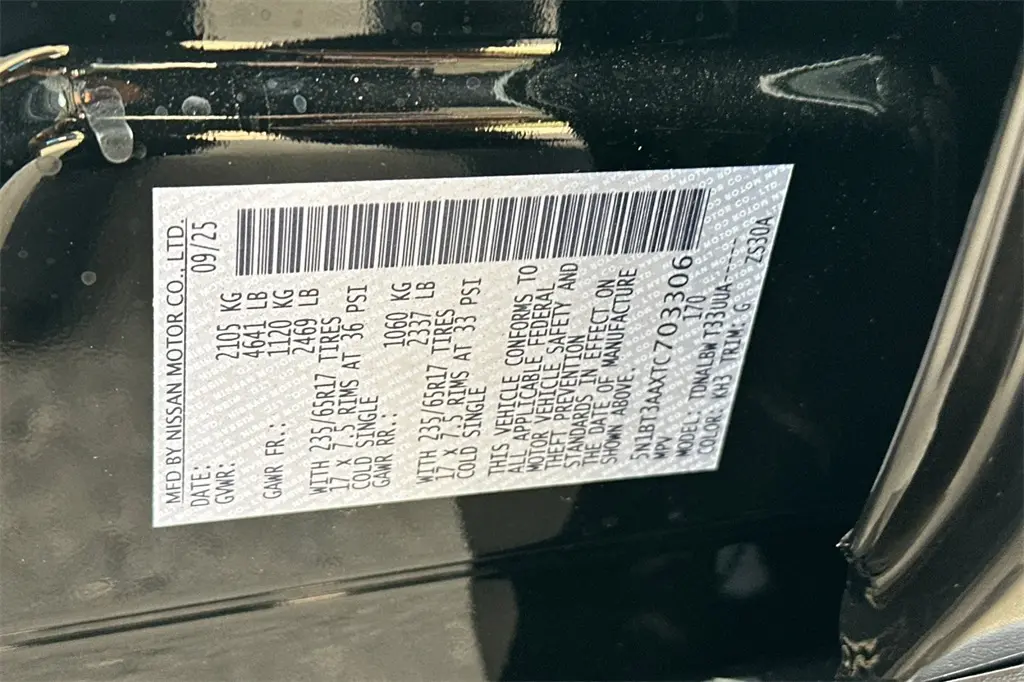 MFD BY NISSAN MOTOR CO., LTD.
DATE: 09/25
GVWR: 2105 KG
4641 LB
GAWR FR.: 1120 KG
2469 LB
WITH 235/65R17 TIRES
17 X 7.5 RIMS AT 36 PSI
COLD SINGLE
GAWR RR.: 1060 KG
2337 LB
WITH 235/65R17 TIRES
17 X 7.5 RIMS AT 33 PSI
COLD SINGLE
THIS VEHICLE CONFORMS TO
ALL APPLICABLE FEDERAL
MOTOR VEHICLE SAFETY AND
THEFT PREVENTION
STANDARDS IN EFFECT ON
THE DATE OF MANUFACTURE
SHOWN ABOVE.
5N1BT3AAXTC703306
MPV 170
MODEL: TDNALBW T33UUA-----
COLOR: KH3 TRIM: G ZS30A